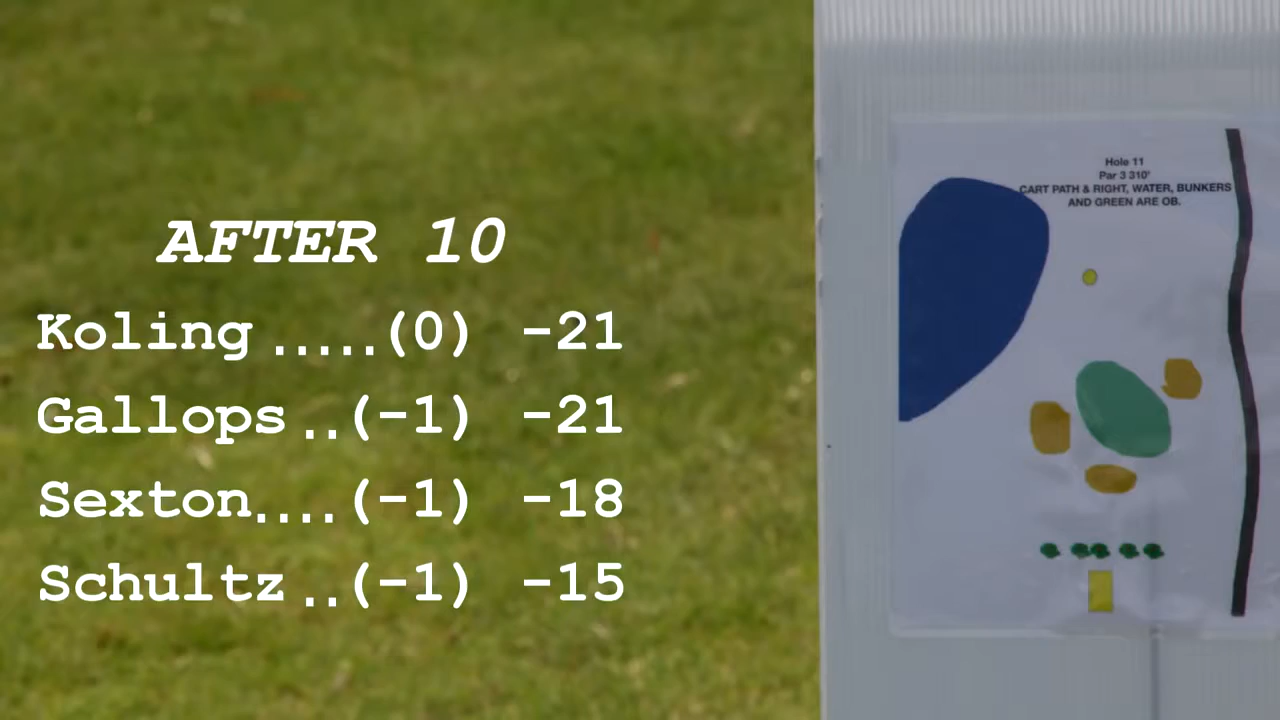 AFTER 10
Koling.....(0) -21
Gallops..(-1) -21
Sexton....(-1) -18
Schultz..(-1) -15
Hole 11
Par 3 310'
CART PATH & RIGHT, WATER, BUNKERS
AND GREEN ARE OB.